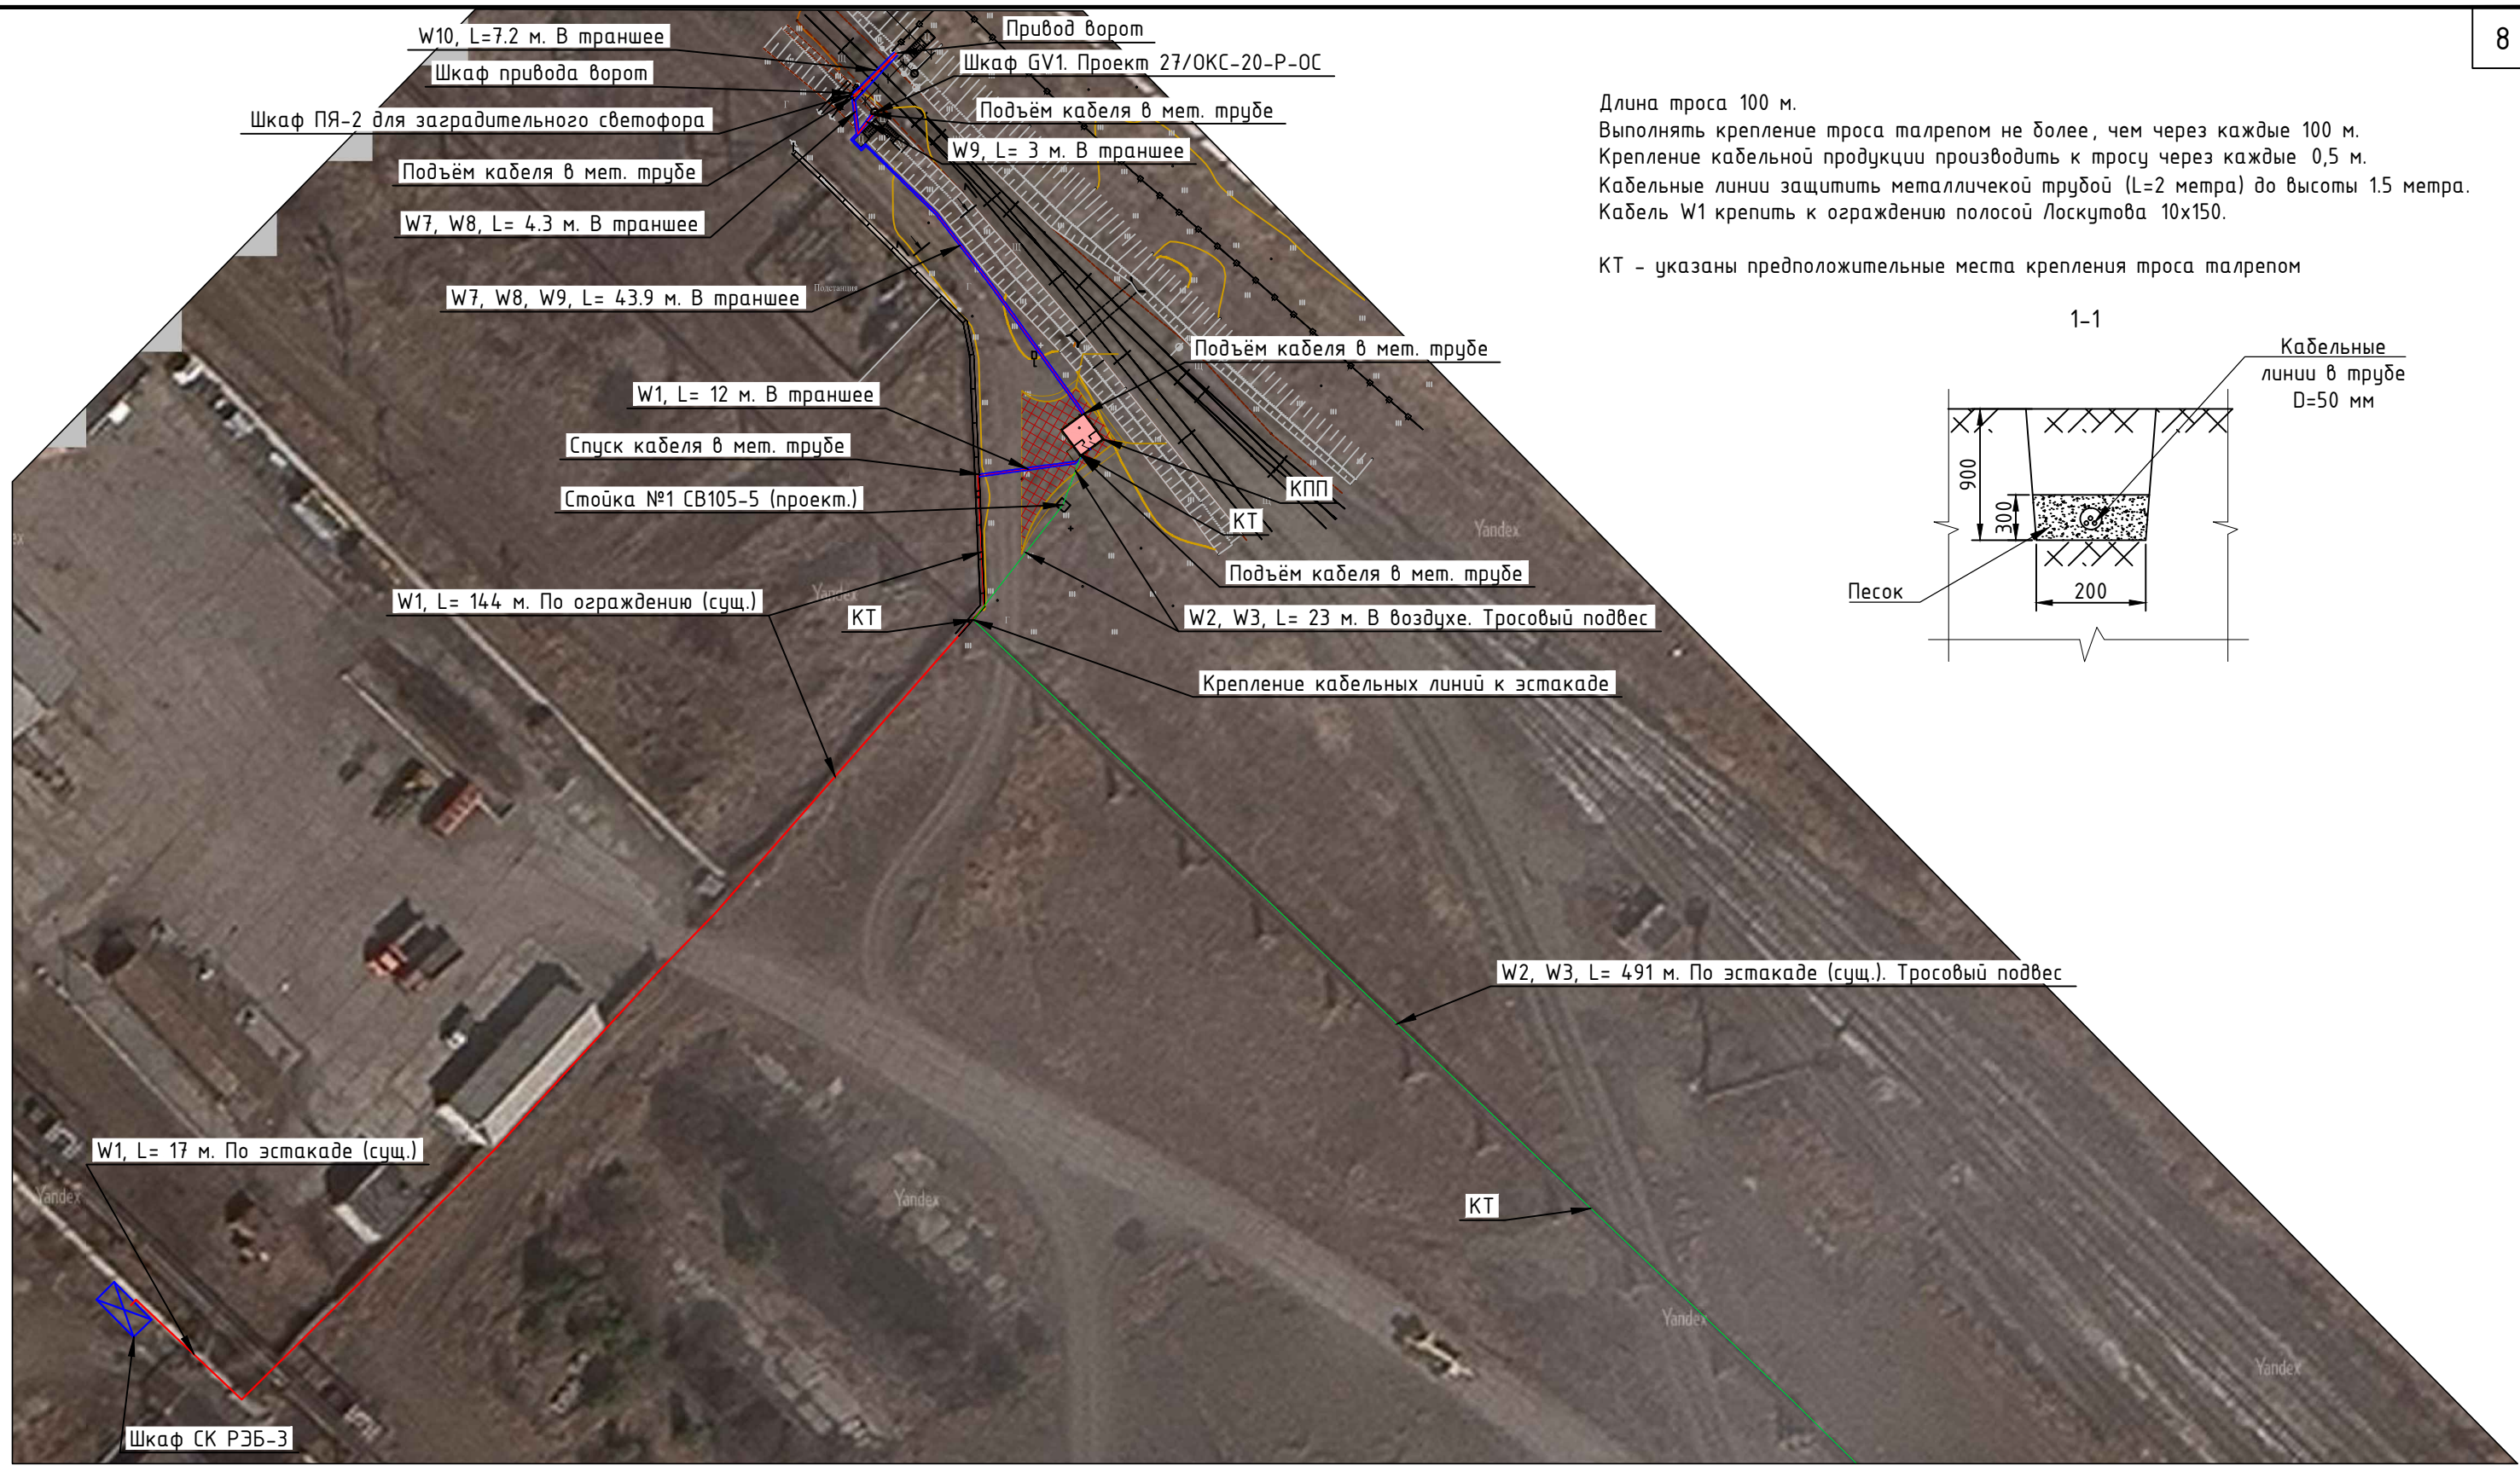 8
W10, L=7.2 м. В траншее
Привод ворот
Шкаф привода ворот
Шкаф GV1. Проект 27/ОКС-20-Р-ОС
Шкаф ПЯ-2 для заградительного светофора
Подъём кабеля в мет. трубе
W9, L= 3 м. В траншее
Подъём кабеля в мет. трубе
W7, W8, L= 4.3 м. В траншее
W7, W8, W9, L= 43.9 м. В траншее
Подстанция
Подъём кабеля в мет. трубе
W1, L= 12 м. В траншее
Спуск кабеля в мет. трубе
Стойка №1 СВ105-5 (проект.)
КПП
КТ
Подъём кабеля в мет. трубе
W1, L= 144 м. По ограждению (сущ.)
КТ
W2, W3, L= 23 м. В воздухе. Тросовый подвес
Крепление кабельных линий к эстакаде
W2, W3, L= 491 м. По эстакаде (сущ.). Тросовый подвес
КТ
W1, L= 17 м. По эстакаде (сущ.)
Шкаф СК РЭБ-3
Длина троса 100 м.
Выполнять крепление троса талрепом не более, чем через каждые 100 м.
Крепление кабельной продукции производить к тросу через каждые 0,5 м.
Кабельные линии защитить металличекой трубой (L=2 метра) до высоты 1.5 метра.
Кабель W1 крепить к ограждению полосой Лоскутова 10х150.
КТ - указаны предположительные места крепления троса талрепом
1-1
Кабельные
линии в трубе
D=50 мм
900
300
200
Песок
Yandex
Yandex
Yandex
Yandex
Yandex
Yandex